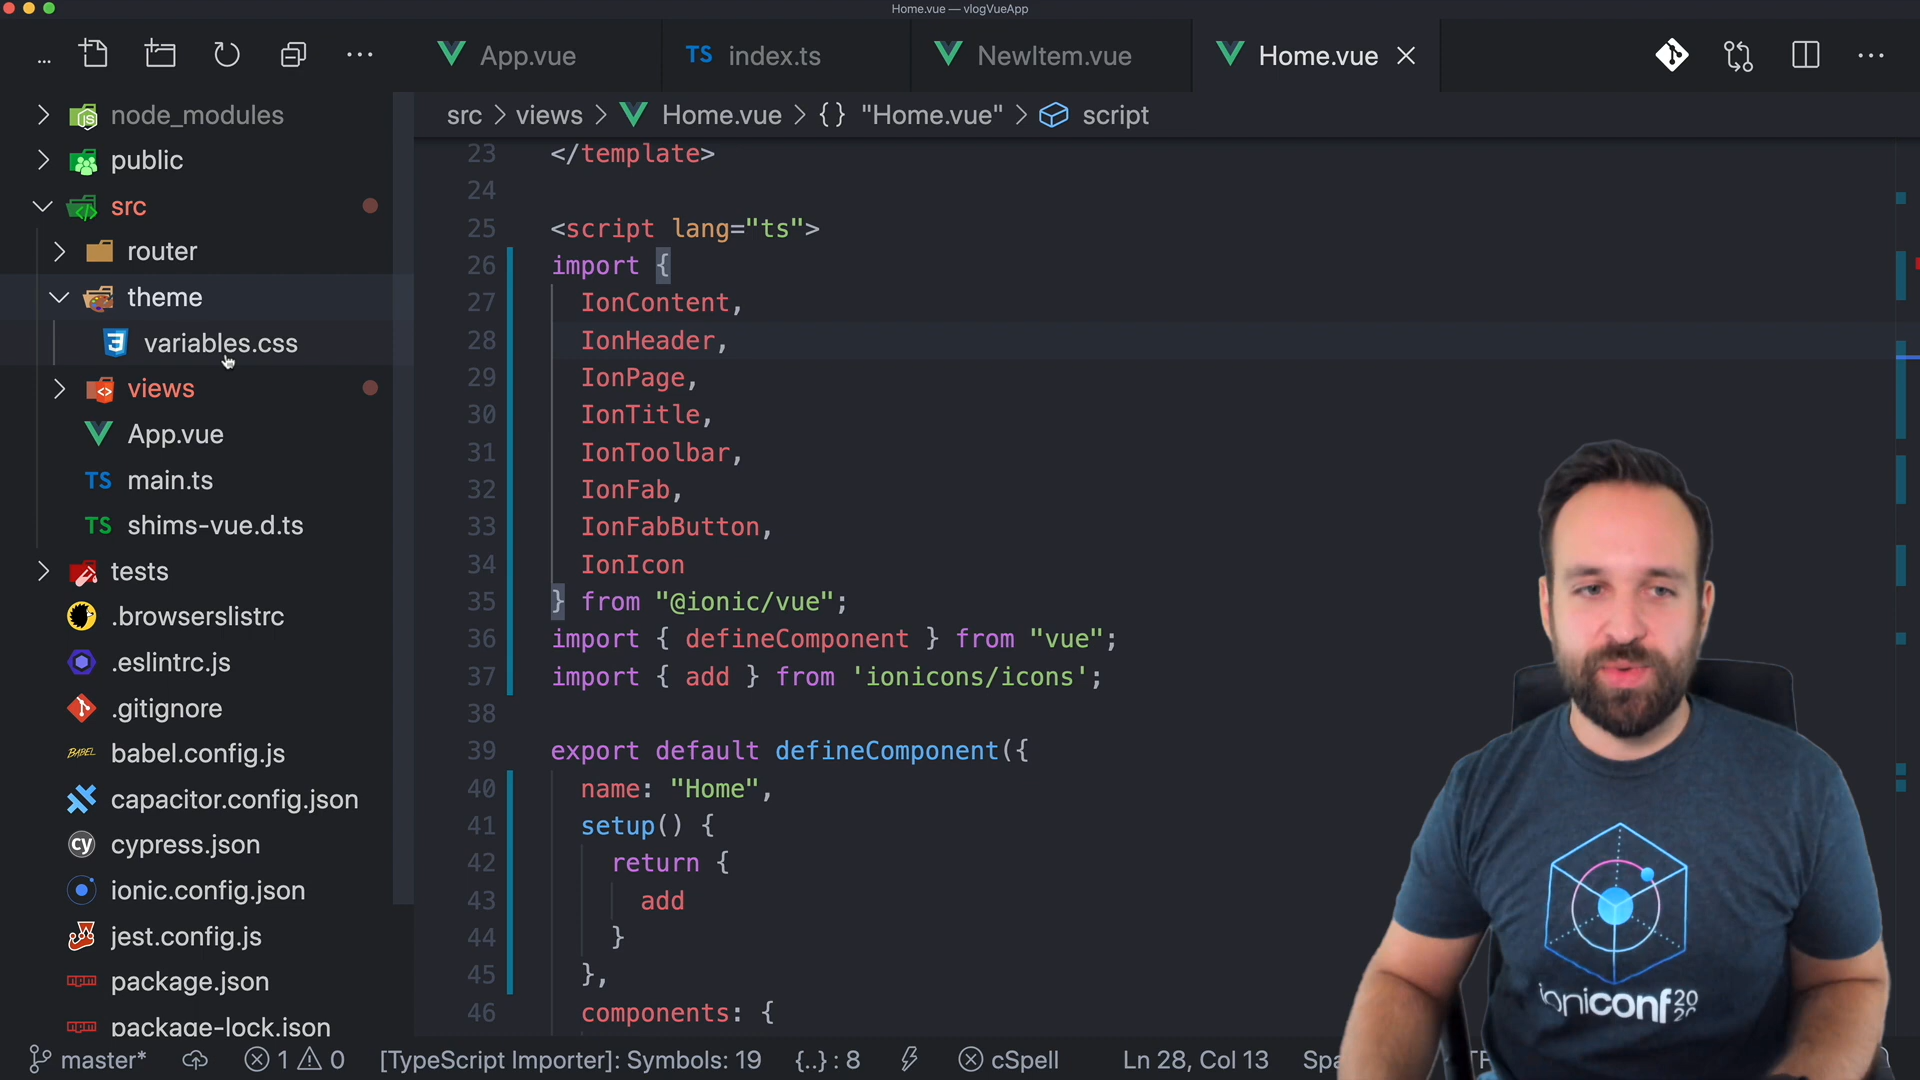 Home.vue — vlogVueApp
App.vue
TS index.ts
NewItem.vue
Home.vue
src > views > Home.vue > {} "Home.vue" > script
node_modules
public
src
router
theme
variables.css
views
App.vue
TS main.ts
TS shims-vue.d.ts
tests
.browserslistrc
.eslintrc.js
.gitignore
BABEL babel.config.js
capacitor.config.json
cy cypress.json
ionic.config.json
jest.config.js
npm package.json
npm package-lock.json
23 </template>
24
25 <script lang="ts">
26 import {
27 IonContent,
28 IonHeader,
29 IonPage,
30 IonTitle,
31 IonToolbar,
32 IonFab,
33 IonFabButton,
34 IonIcon
35 } from "@ionic/vue";
36 import { defineComponent } from "vue";
37 import { add } from 'ionicons/icons';
38
39 export default defineComponent({
40 name: "Home",
41 setup() {
42 return {
43 add
44 }
45 },
46 components: {
ioniconf 2020
master* 1 0 [TypeScript Importer]: Symbols: 19 {..} : 8 cSpell Ln 28, Col 13